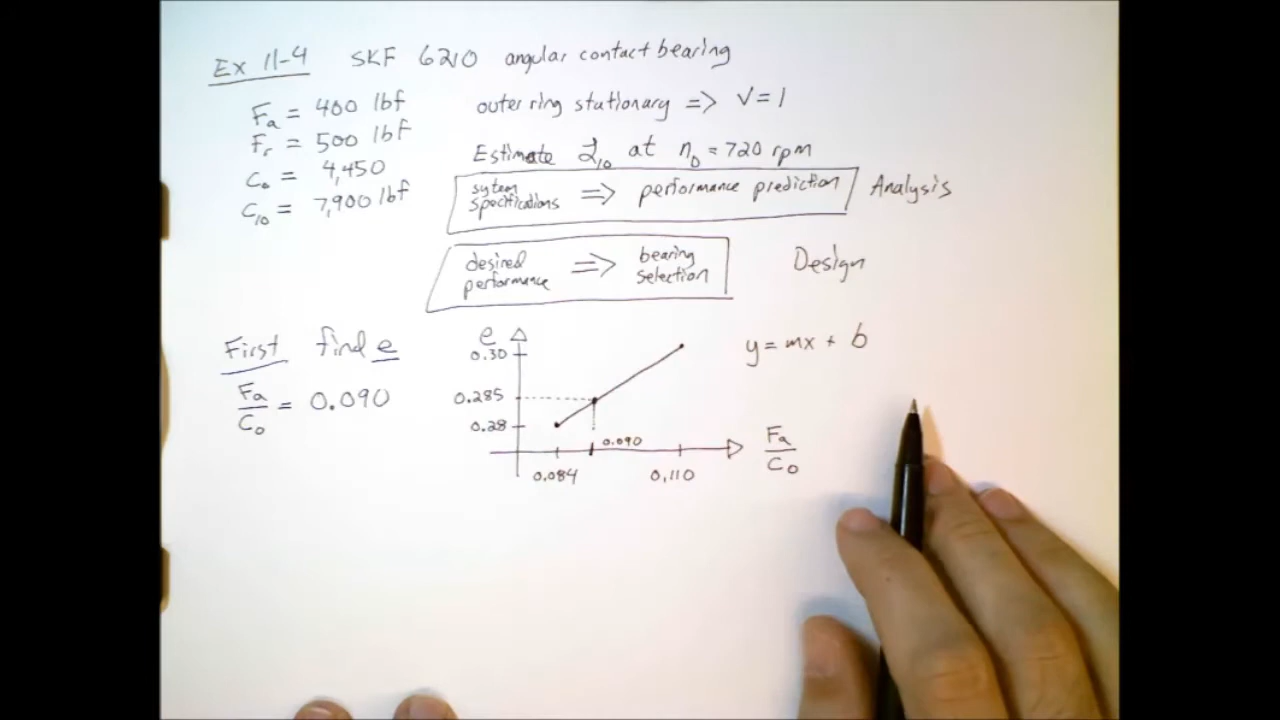 Ex 11-4 SKF 6210 angular contact bearing
Fa = 400 lbf
Fr = 500 lbf
C0 = 4,450
C10 = 7,900 lbf
outer ring stationary => V = 1
Estimate L10 at nD = 720 rpm
sytem
specifications => performance prediction Analysis
desired
performance => bearing
selection Design
First find e
Fa/C0 = 0.090
e
0.30
0.285
0.28
0.084
0.090
0.110
Fa/C0
y = mx + b